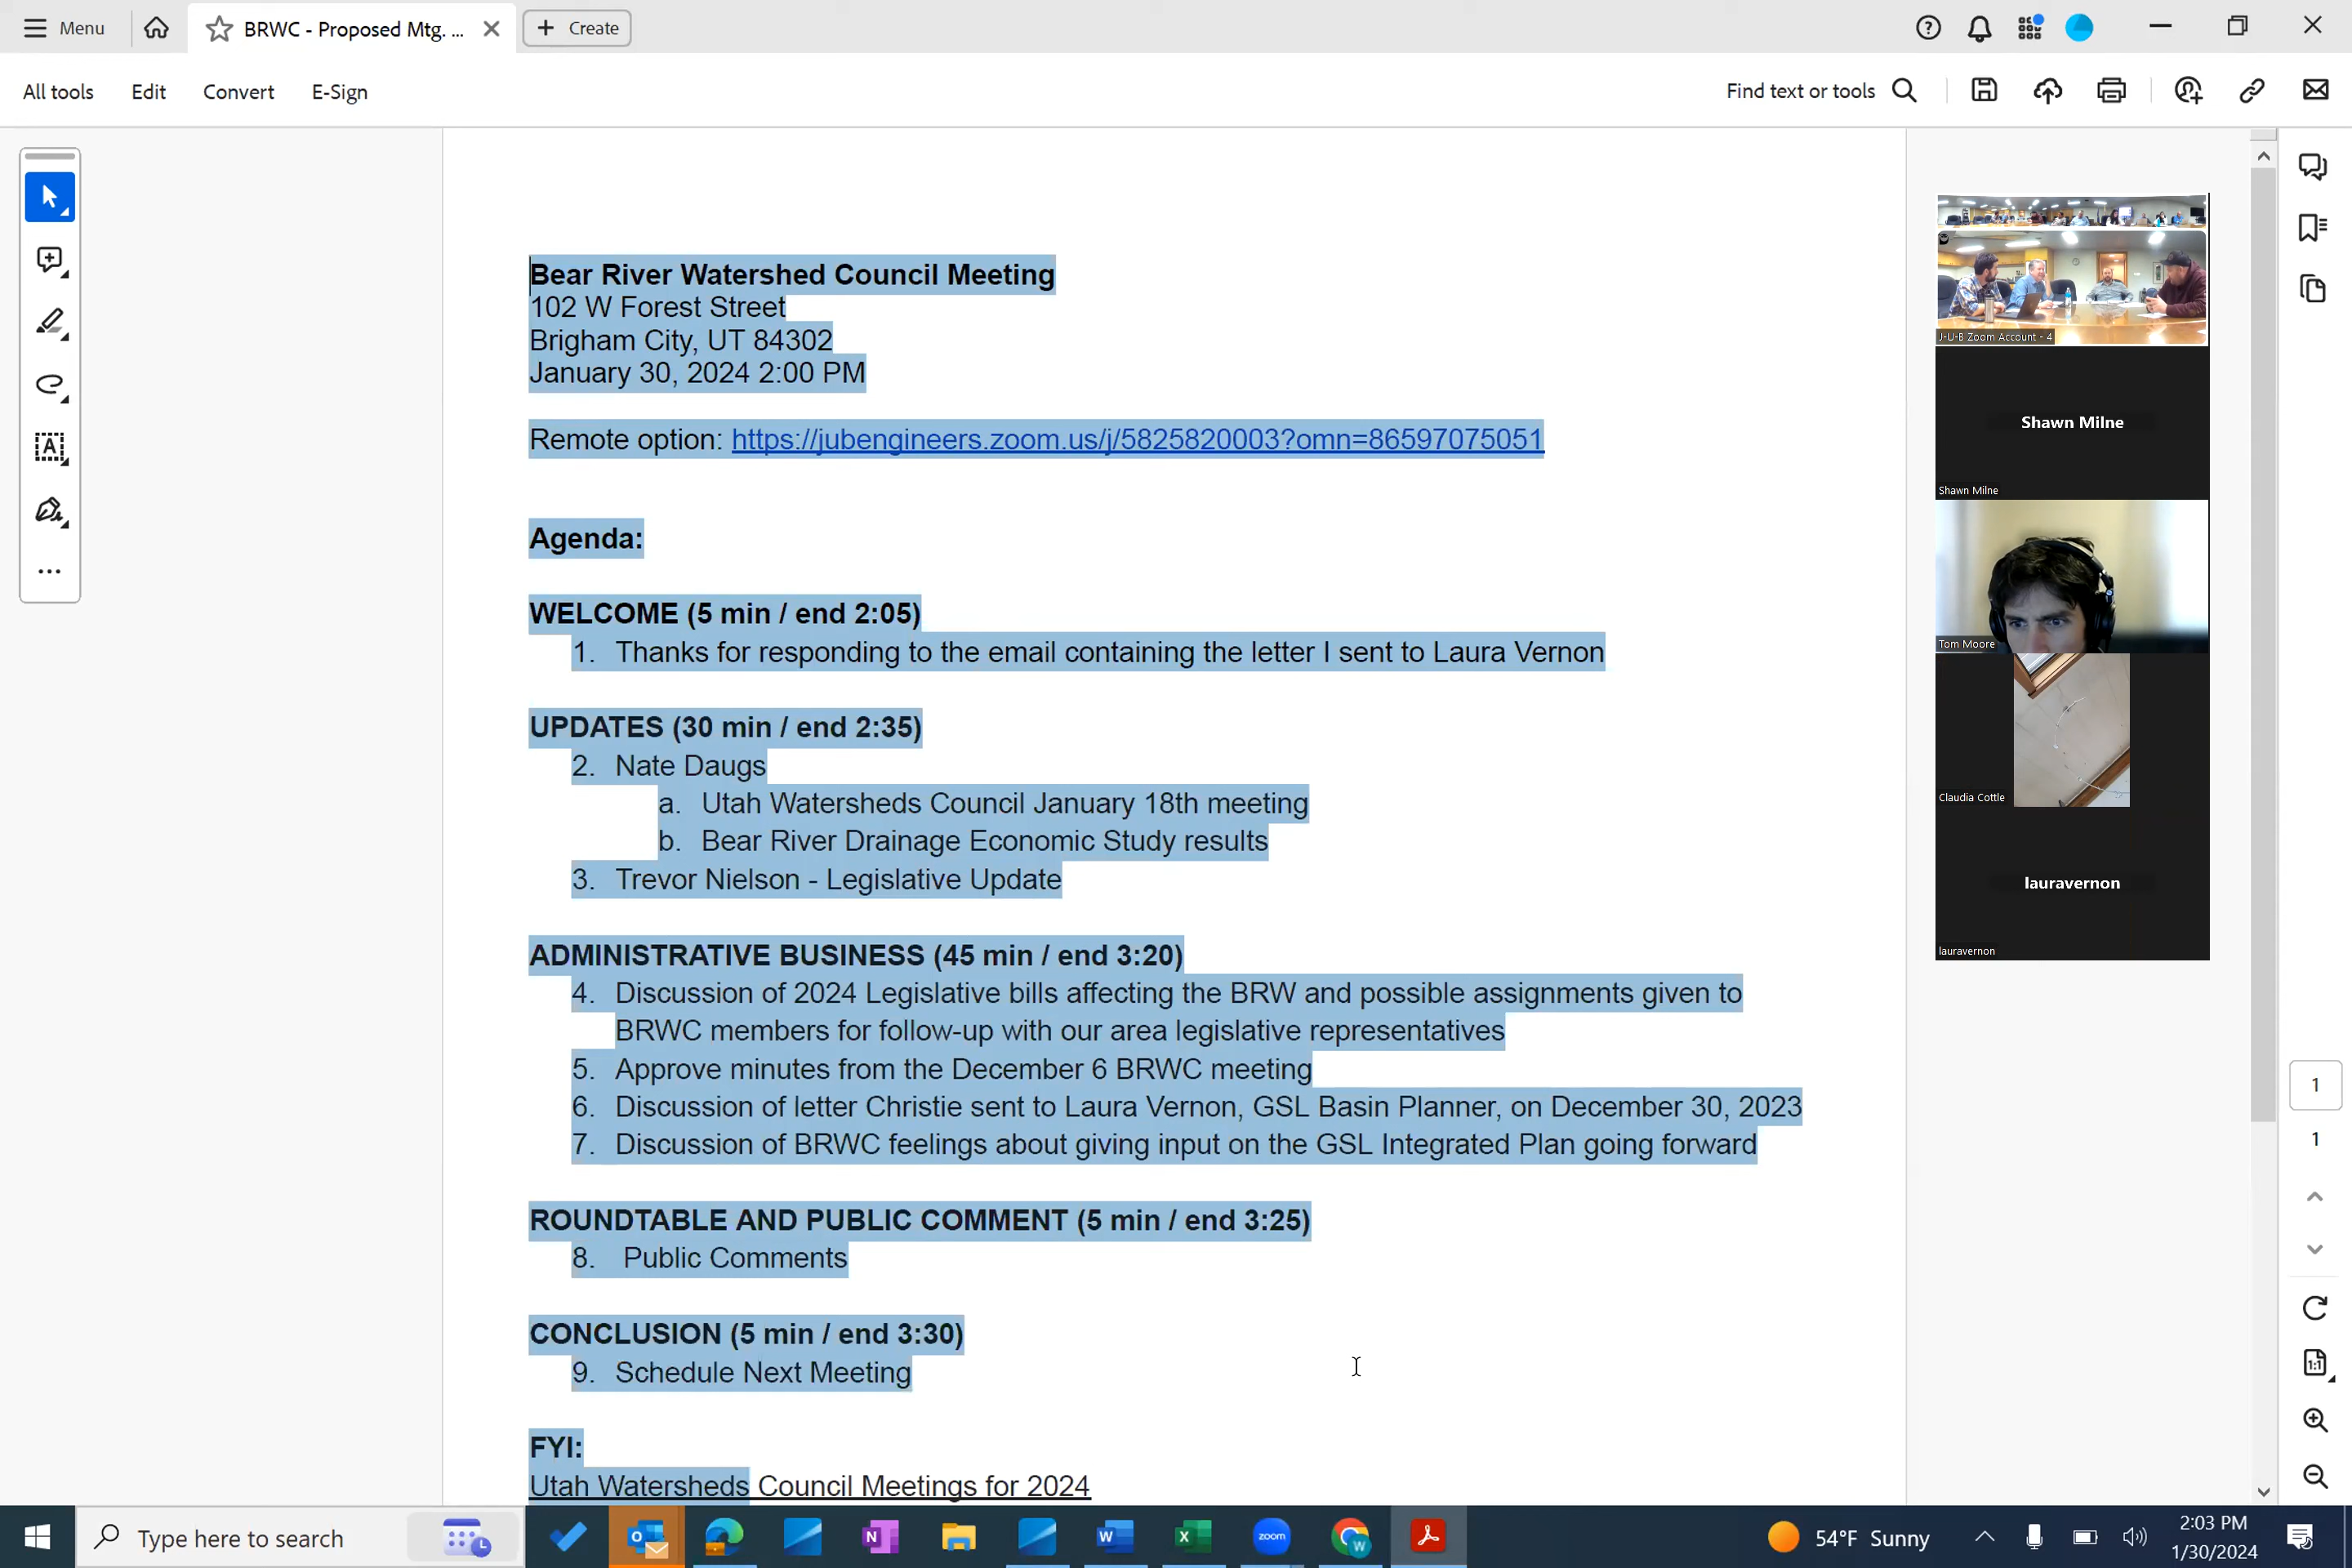 Menu
BRWC - Proposed Mtg. ...
Create
All tools
Edit
Convert
E-Sign
Find text or tools
Bear River Watershed Council Meeting
102 W Forest Street
Brigham City, UT 84302
January 30, 2024 2:00 PM
Remote option: https://jubengineers.zoom.us/j/5825820003?omn=86597075051
Agenda:
WELCOME (5 min / end 2:05)
1. Thanks for responding to the email containing the letter I sent to Laura Vernon
UPDATES (30 min / end 2:35)
2. Nate Daugs
a. Utah Watersheds Council January 18th meeting
b. Bear River Drainage Economic Study results
3. Trevor Nielson - Legislative Update
ADMINISTRATIVE BUSINESS (45 min / end 3:20)
4. Discussion of 2024 Legislative bills affecting the BRW and possible assignments given to
BRWC members for follow-up with our area legislative representatives
5. Approve minutes from the December 6 BRWC meeting
6. Discussion of letter Christie sent to Laura Vernon, GSL Basin Planner, on December 30, 2023
7. Discussion of BRWC feelings about giving input on the GSL Integrated Plan going forward
ROUNDTABLE AND PUBLIC COMMENT (5 min / end 3:25)
8. Public Comments
CONCLUSION (5 min / end 3:30)
9. Schedule Next Meeting
FYI:
Utah Watersheds Council Meetings for 2024
J-U-B Zoom Account - 4
Shawn Milne
Shawn Milne
Tom Moore
Claudia Cottle
lauravernon
lauravernon
1
1
Type here to search
zoom
54°F Sunny
2:03 PM
1/30/2024